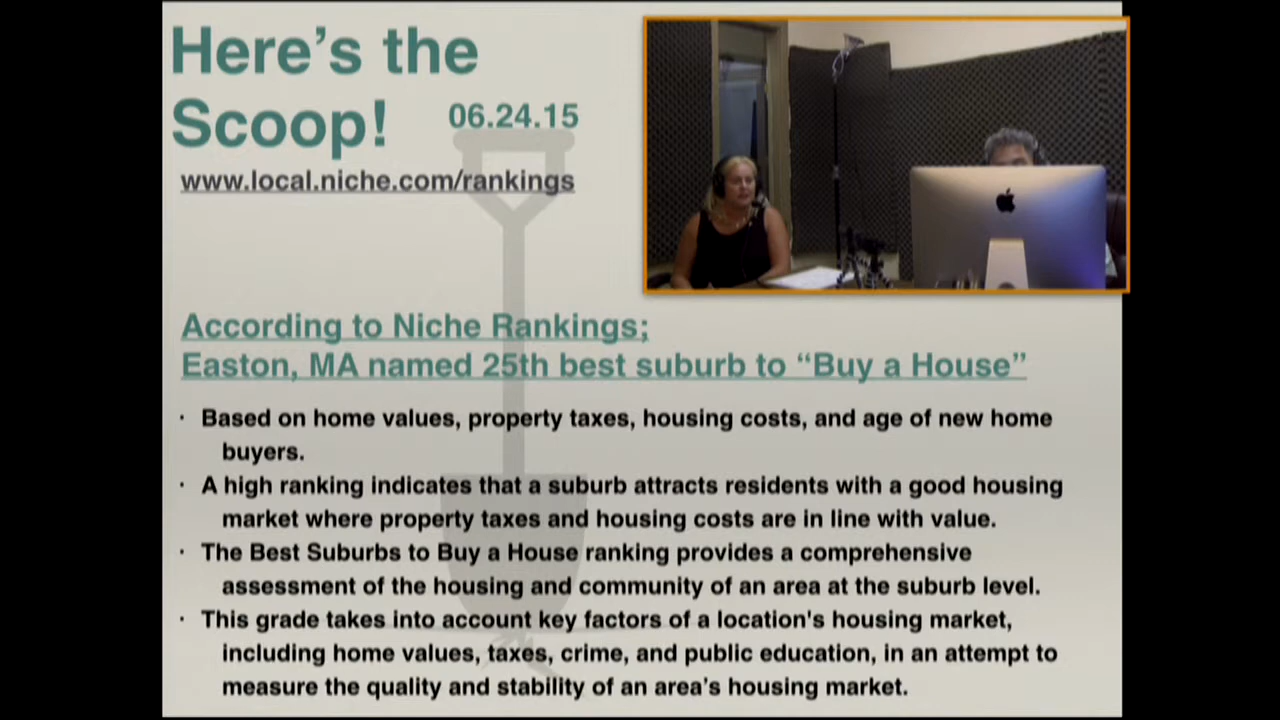 Here’s the
Scoop!
06.24.15
www.local.niche.com/rankings
According to Niche Rankings;
Easton, MA named 25th best suburb to “Buy a House”
· Based on home values, property taxes, housing costs, and age of new home
buyers.
· A high ranking indicates that a suburb attracts residents with a good housing
market where property taxes and housing costs are in line with value.
· The Best Suburbs to Buy a House ranking provides a comprehensive
assessment of the housing and community of an area at the suburb level.
· This grade takes into account key factors of a location's housing market,
including home values, taxes, crime, and public education, in an attempt to
measure the quality and stability of an area’s housing market.